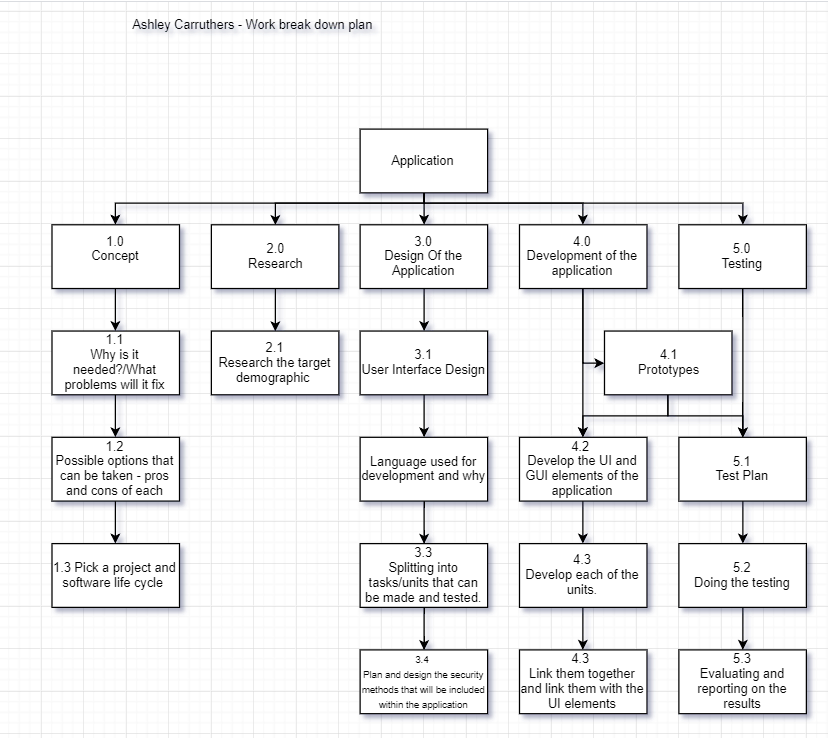 Ashley Carruthers - Work break down plan
Application
1.0
Concept
2.0
Research
3.0
Design Of the
Application
4.0
Development of the
application
5.0
Testing
1.1
Why is it
needed?/What
problems will it fix
2.1
Research the target
demographic
3.1
User Interface Design
4.1
Prototypes
1.2
Possible options that
can be taken - pros
and cons of each
Language used for
development and why
4.2
Develop the UI and
GUI elements of the
application
5.1
Test Plan
1.3 Pick a project and
software life cycle
3.3
Splitting into
tasks/units that can
be made and tested.
4.3
Develop each of the
units.
5.2
Doing the testing
3.4
Plan and design the security
methods that will be included
within the application
4.3
Link them together
and link them with the
UI elements
5.3
Evaluating and
reporting on the
results